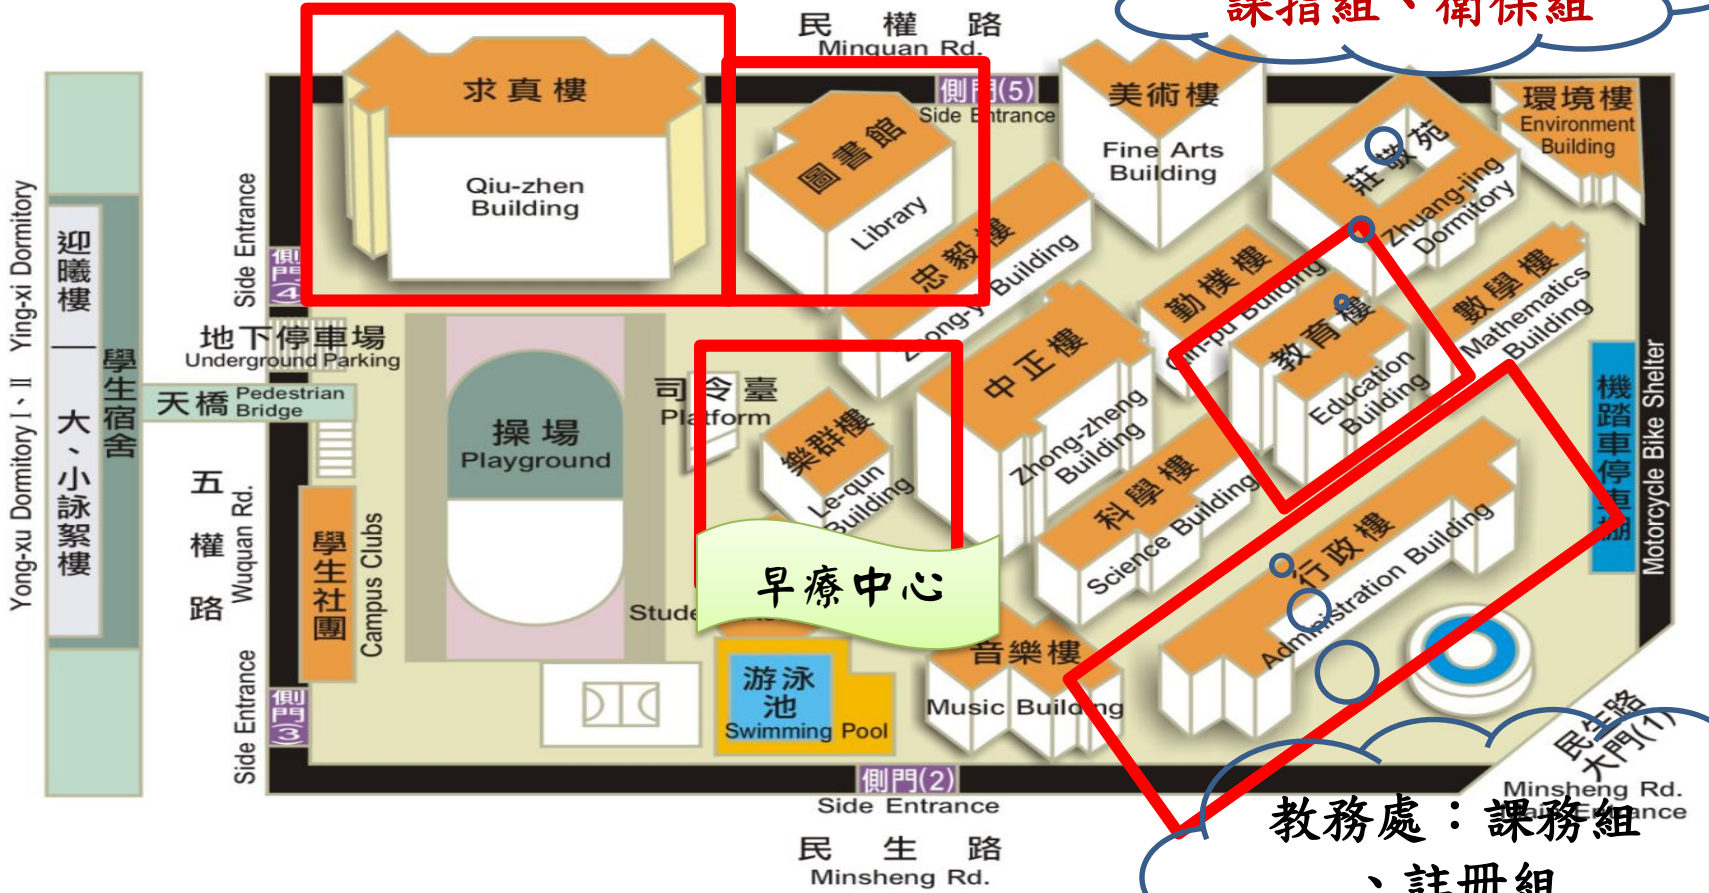 課指組、衛保組
民權路
Minquan Rd.
側門(5)
Side Entrance
求真樓
Qiu-zhen
Building
圖書館
Library
美術樓
Fine Arts
Building
莊敬苑
Zhuang-jing
Dormitory
環境樓
Environment
Building
Side Entrance
側門(4)
忠毅樓
Zhong-yi Building
勤樸樓
Qin-pu Building
教育樓
Education
Building
數學樓
Mathematics
Building
Ying-xi Dormitory
Yong-xu Dormitory I、II
迎曦樓
大、小詠絮樓
學生宿舍
地下停車場
Underground Parking
天橋
Pedestrian
Bridge
操場
Playground
司令臺
Platform
樂群樓
Le-qun
Building
中正樓
Zhong-zheng
Building
科學樓
Science Building
行政樓
Administration Building
機踏車停車棚
Motorcycle Bike Shelter
五權路
Wuquan Rd.
學生社團
Campus Clubs
早療中心
音樂樓
Music Building
游泳池
Swimming Pool
Side Entrance
側門(3)
側門(2)
Side Entrance
民生路
Minsheng Rd.
民生路
大門(1)
Minsheng Rd.
Main Entrance
教務處：課務組
、註冊組